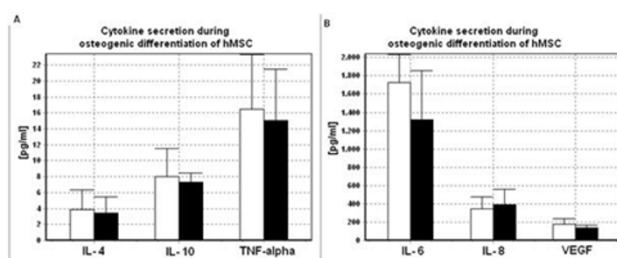 A
Cytokine secretion during
osteogenic differentiation of hMSC
[pg/ml]
22
20
18
16
14
12
10
8
6
4
2
0
IL-4 IL-10 TNF-alpha
B
Cytokine secretion during
osteogenic differentiation of hMSC
[pg/ml]
2,000
1,800
1,600
1,400
1,200
1,000
800
600
400
200
0
IL-6 IL-8 VEGF